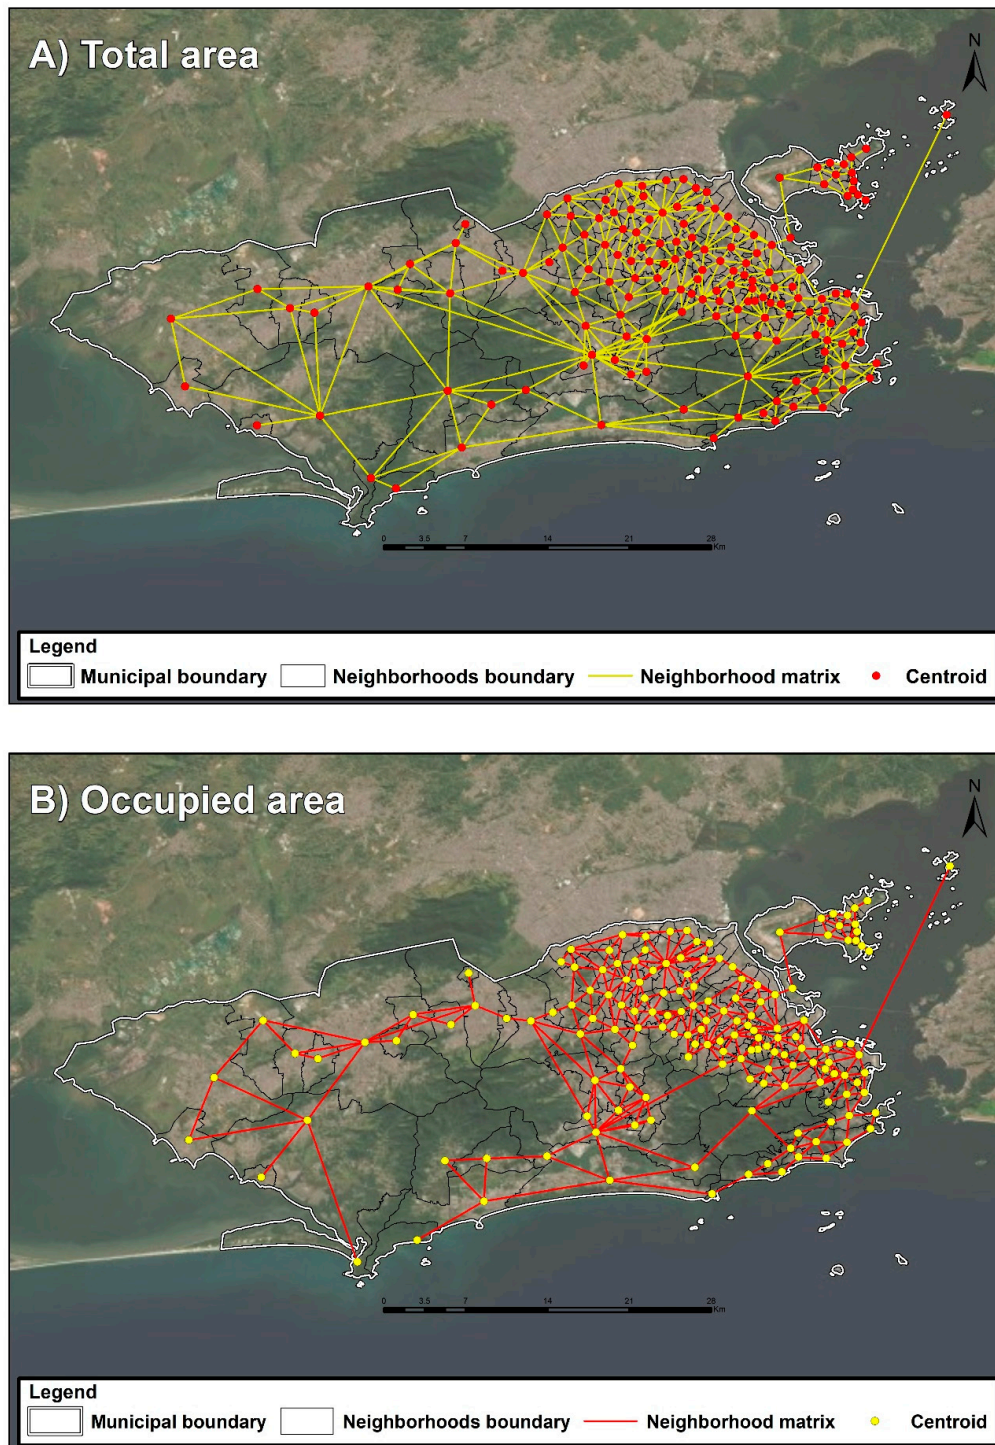 A) Total area
N
0 3.5 7 14 21 28
Km
Legend
Municipal boundary Neighborhoods boundary Neighborhood matrix Centroid
B) Occupied area
N
0 3.5 7 14 21 28
Km
Legend
Municipal boundary Neighborhoods boundary Neighborhood matrix Centroid